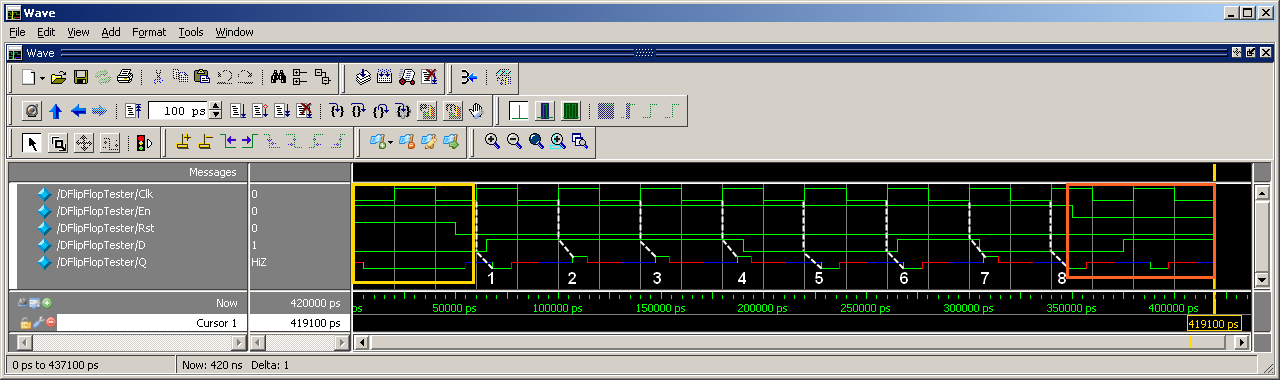 Wave
File Edit View Add Format Tools Window
Wave
100 ps
Messages
/DFlipFlopTester/Clk 0
/DFlipFlopTester/En 0
/DFlipFlopTester/Rst 0
/DFlipFlopTester/D 1
/DFlipFlopTester/Q HiZ
1 2 3 4 5 6 7 8
Now 420000 ps ps 50000 ps 100000 ps 150000 ps 200000 ps 250000 ps 300000 ps 350000 ps 400000 ps
Cursor 1 419100 ps 419100 ps
0 ps to 437100 ps Now: 420 ns Delta: 1